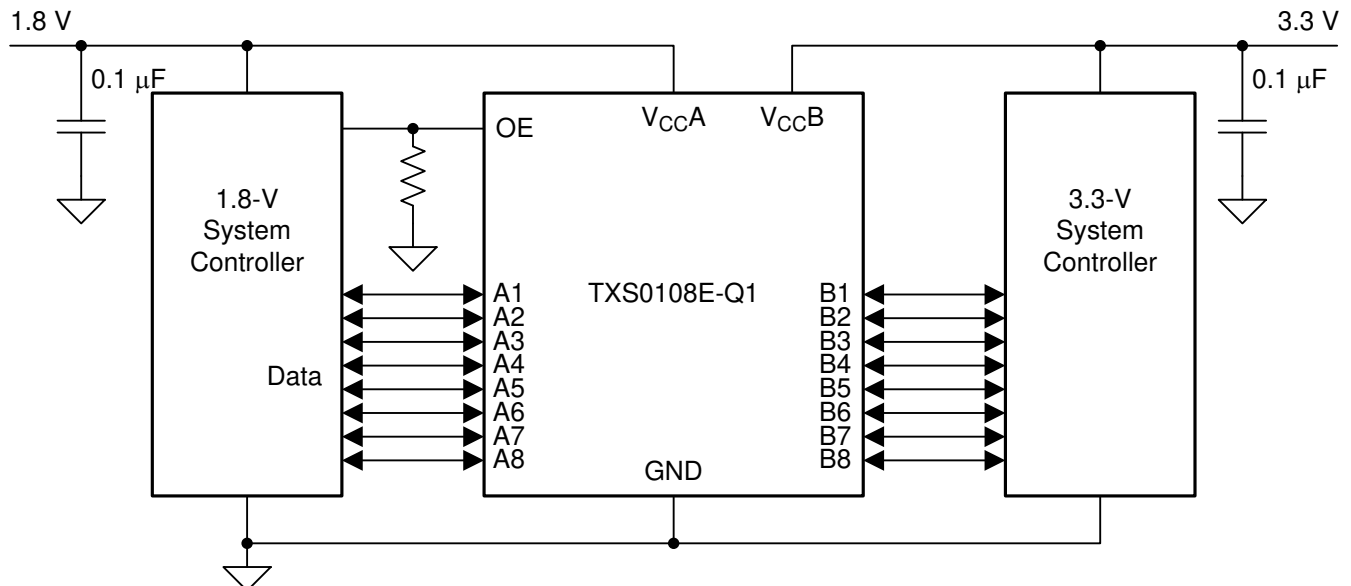 1.8 V
3.3 V
0.1 μF
0.1 μF
VCCA
VCCB
OE
1.8-V
System
Controller
3.3-V
System
Controller
TXS0108E-Q1
A1
A2
A3
A4
A5
A6
A7
A8
Data
B1
B2
B3
B4
B5
B6
B7
B8
GND